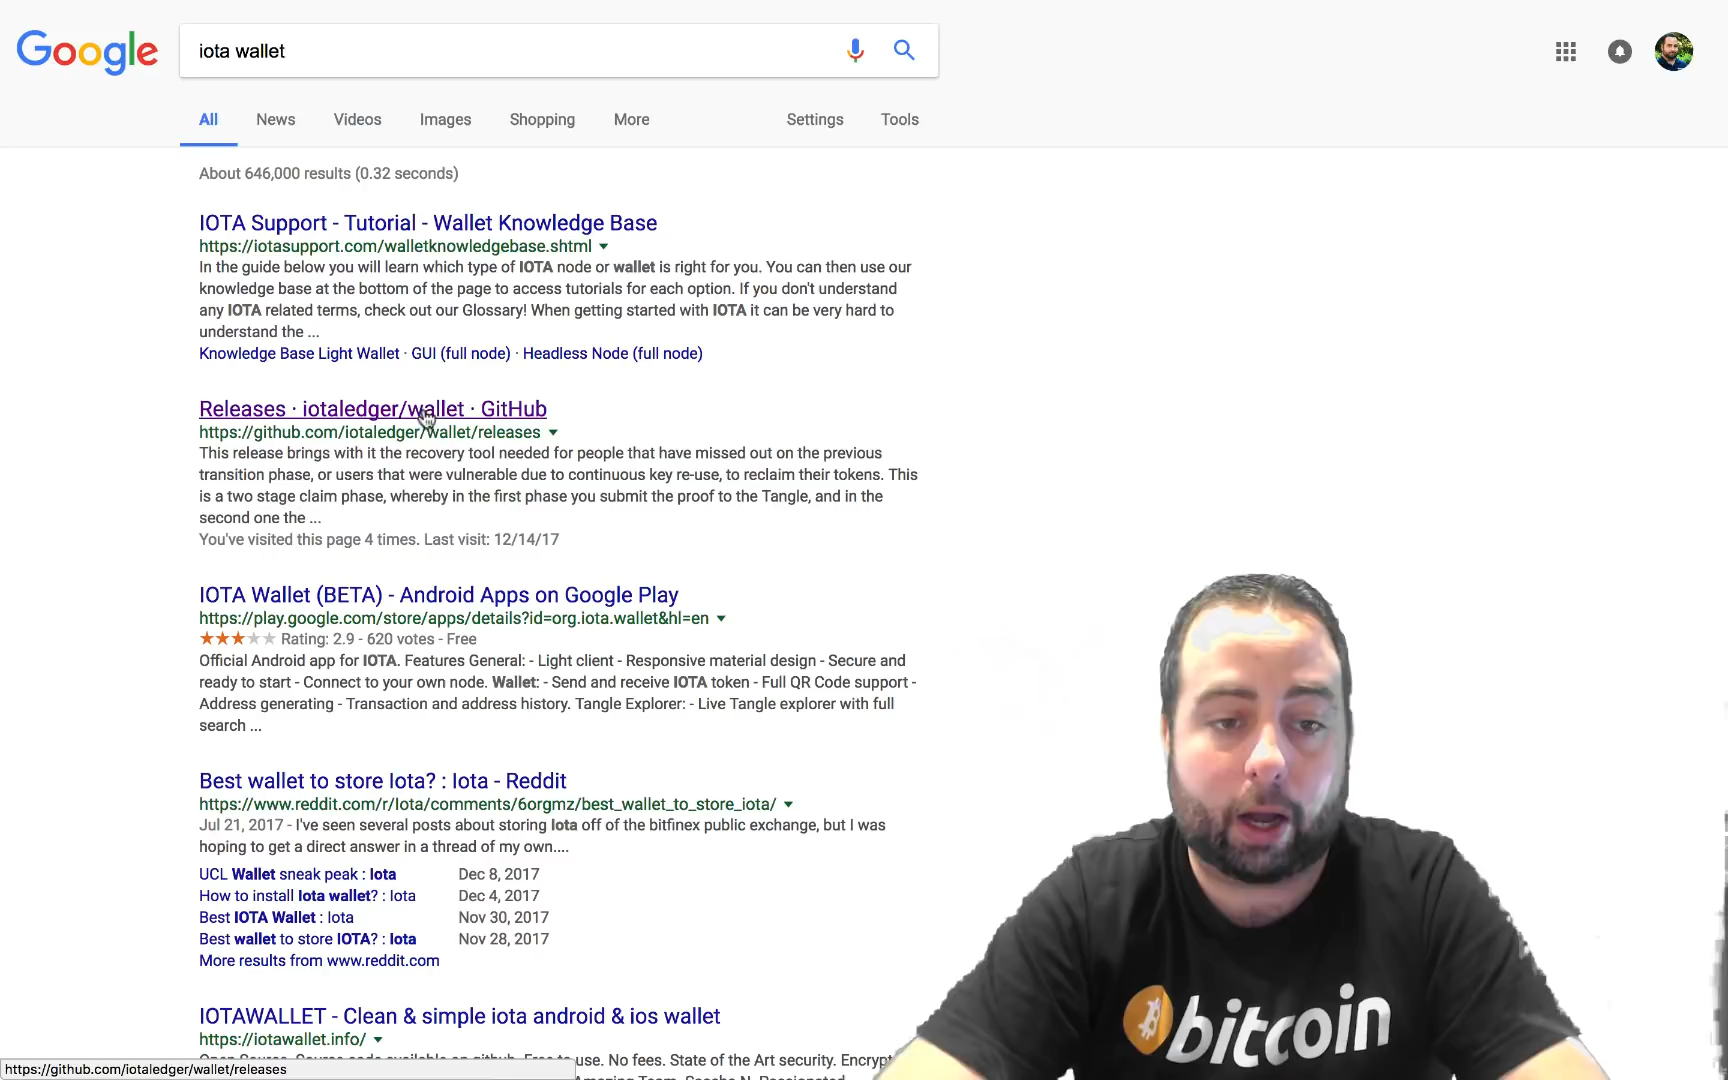 Google
iota wallet
All News Videos Images Shopping More Settings Tools
About 646,000 results (0.32 seconds)
IOTA Support - Tutorial - Wallet Knowledge Base
https://iotasupport.com/walletknowledgebase.shtml
In the guide below you will learn which type of IOTA node or wallet is right for you. You can then use our
knowledge base at the bottom of the page to access tutorials for each option. If you don't understand
any IOTA related terms, check out our Glossary! When getting started with IOTA it can be very hard to
understand the ...
Knowledge Base Light Wallet · GUI (full node) · Headless Node (full node)
Releases · iotaledger/wallet · GitHub
https://github.com/iotaledger/wallet/releases
This release brings with it the recovery tool needed for people that have missed out on the previous
transition phase, or users that were vulnerable due to continuous key re-use, to reclaim their tokens. This
is a two stage claim phase, whereby in the first phase you submit the proof to the Tangle, and in the
second one the ...
You've visited this page 4 times. Last visit: 12/14/17
IOTA Wallet (BETA) - Android Apps on Google Play
https://play.google.com/store/apps/details?id=org.iota.wallet&hl=en
Rating: 2.9 - 620 votes - Free
Official Android app for IOTA. Features General: - Light client - Responsive material design - Secure and
ready to start - Connect to your own node. Wallet: - Send and receive IOTA token - Full QR Code support -
Address generating - Transaction and address history. Tangle Explorer: - Live Tangle explorer with full
search ...
Best wallet to store Iota? : Iota - Reddit
https://www.reddit.com/r/Iota/comments/6orgmz/best_wallet_to_store_iota/
Jul 21, 2017 - I've seen several posts about storing Iota off of the bitfinex public exchange, but I was
hoping to get a direct answer in a thread of my own....
UCL Wallet sneak peak : Iota Dec 8, 2017
How to install Iota wallet? : Iota Dec 4, 2017
Best IOTA Wallet : Iota Nov 30, 2017
Best wallet to store IOTA? : Iota Nov 28, 2017
More results from www.reddit.com
IOTAWALLET - Clean & simple iota android & ios wallet
https://iotawallet.info/
use. No fees. State of the Art security. Encrypt
https://github.com/iotaledger/wallet/releases
bitcoin